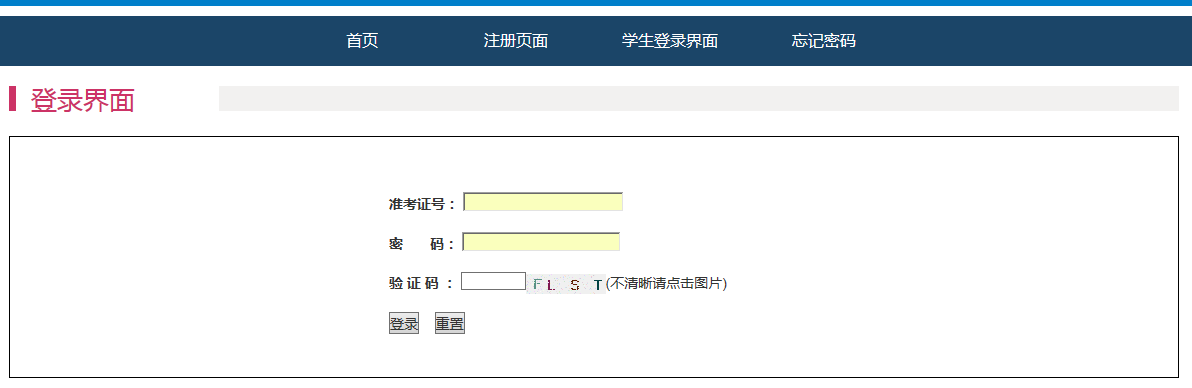 首页 注册页面 学生登录界面 忘记密码
登录界面
准考证号：
密 码：
验 证 码 ： F L S T (不清晰请点击图片)
登录 重置